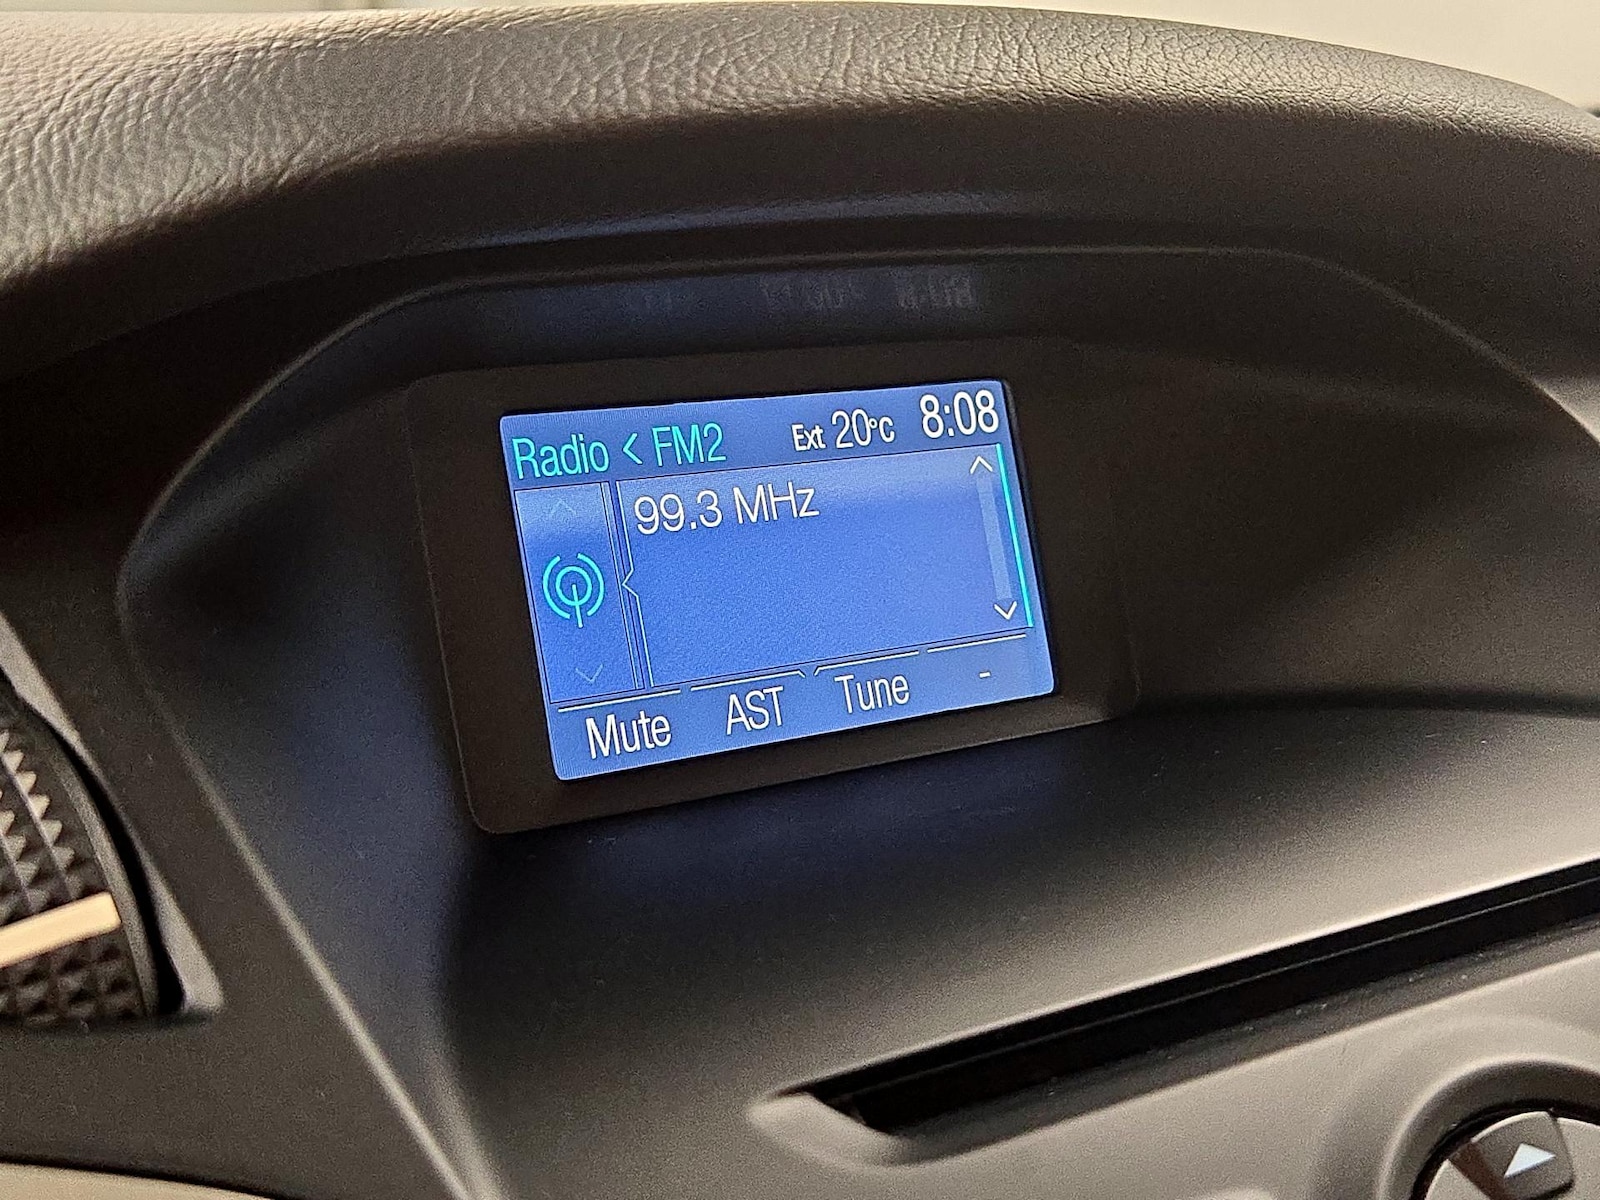 Radio < FM2 Ext 20°C 8:08
99.3 MHz
Mute AST Tune -